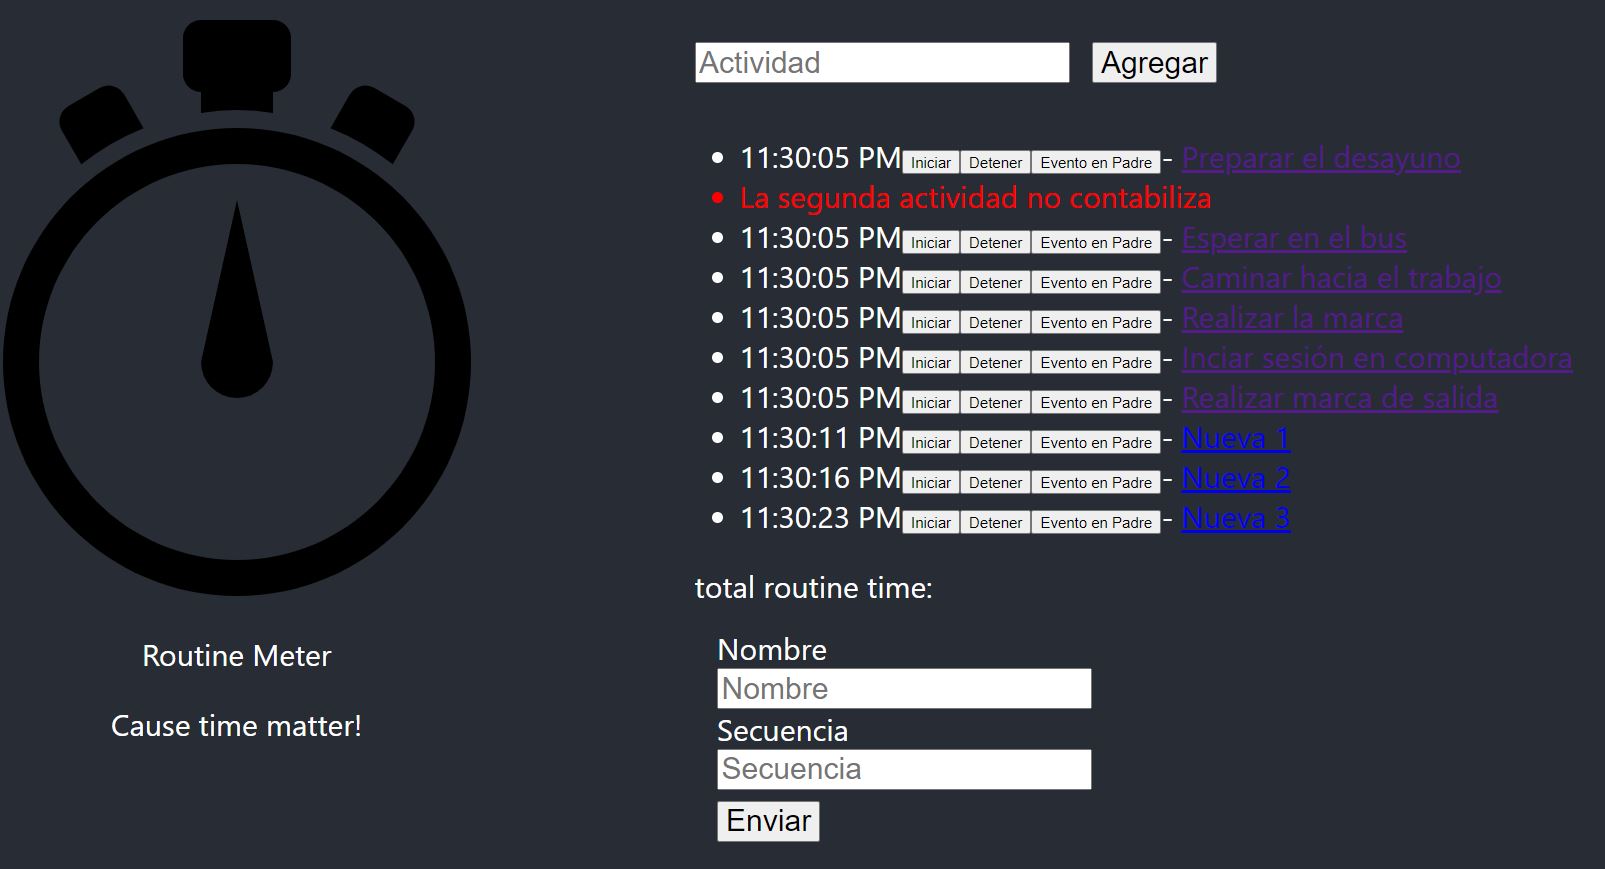 Actividad Agregar
11:30:05 PM Iniciar Detener Evento en Padre - Preparar el desayuno
La segunda actividad no contabiliza
11:30:05 PM Iniciar Detener Evento en Padre - Esperar en el bus
11:30:05 PM Iniciar Detener Evento en Padre - Caminar hacia el trabajo
11:30:05 PM Iniciar Detener Evento en Padre - Realizar la marca
11:30:05 PM Iniciar Detener Evento en Padre - Inciar sesión en computadora
11:30:05 PM Iniciar Detener Evento en Padre - Realizar marca de salida
11:30:11 PM Iniciar Detener Evento en Padre - Nueva 1
11:30:16 PM Iniciar Detener Evento en Padre - Nueva 2
11:30:23 PM Iniciar Detener Evento en Padre - Nueva 3
total routine time:
Nombre
Nombre
Secuencia
Secuencia
Enviar
Routine Meter
Cause time matter!